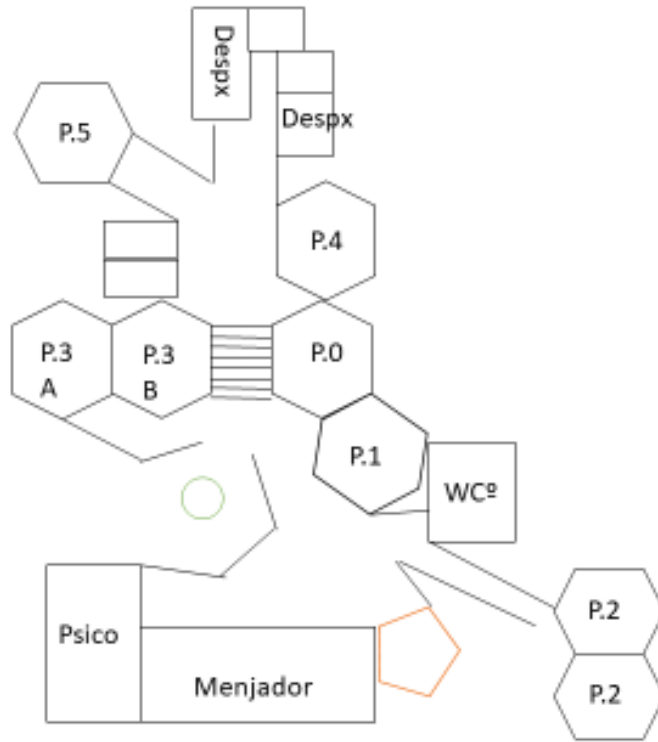 Despx
Despx
P.5
P.4
P.3
A
P.3
B
P.0
P.1
WCº
P.2
P.2
Psico
Menjador